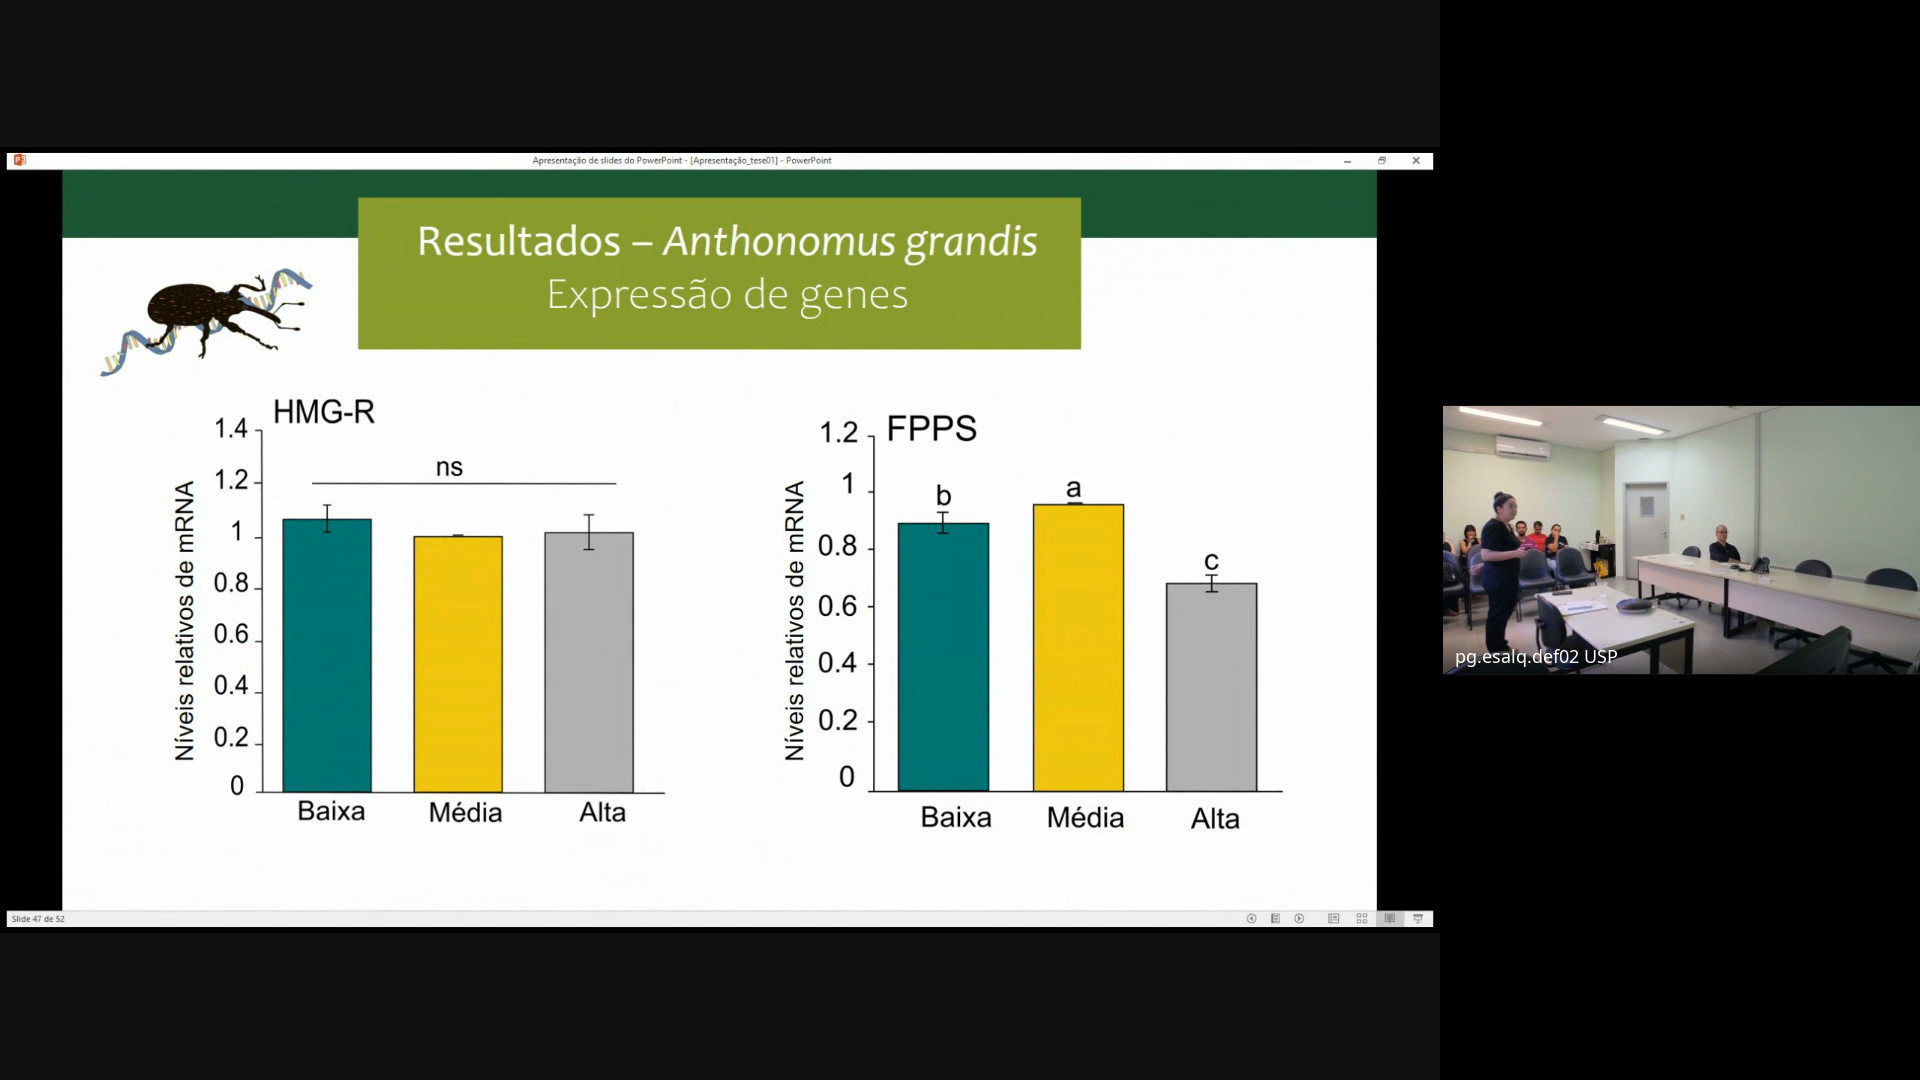 Apresentação de slides do PowerPoint - [Apresentação_tese01] - PowerPoint
Resultados – Anthonomus grandis
Expressão de genes
HMG-R
Níveis relativos de mRNA
1.4
1.2
1
0.8
0.6
0.4
0.2
0
ns
Baixa Média Alta
FPPS
Níveis relativos de mRNA
1.2
1
0.8
0.6
0.4
0.2
0
b a c
Baixa Média Alta
Slide 47 de 52
pg.esalq.def02 USP